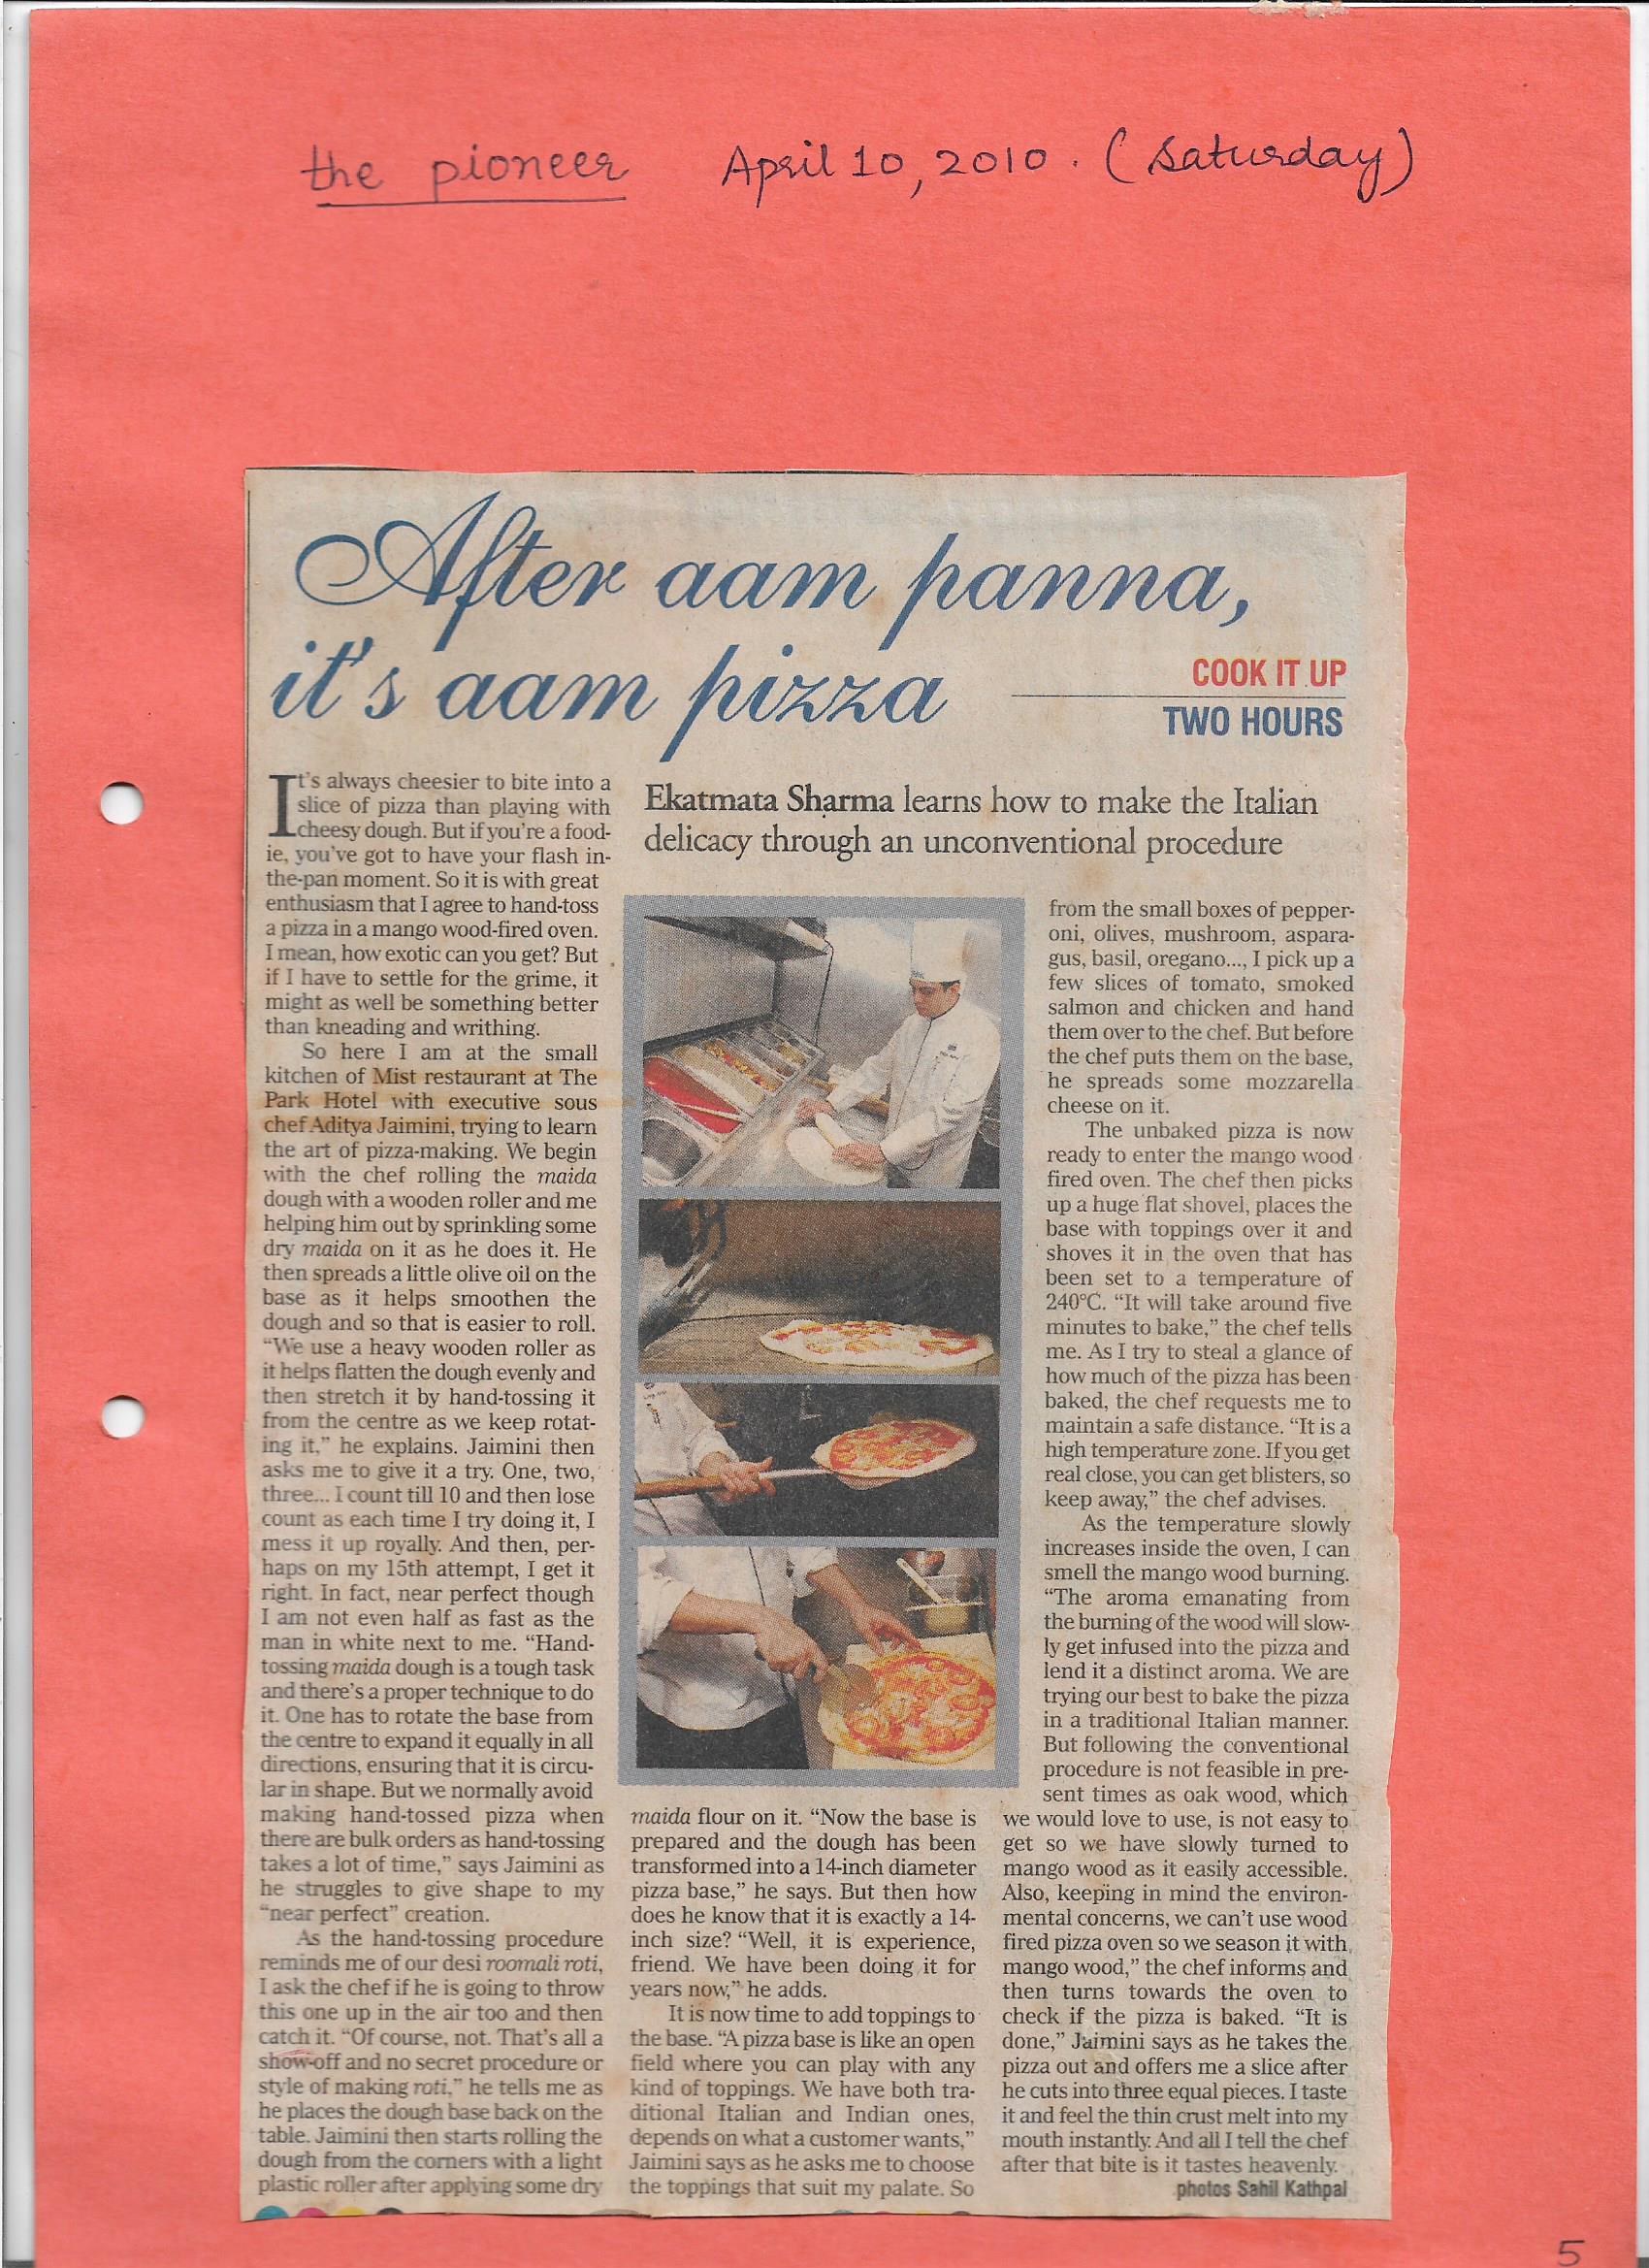 the pioneer April 10, 2010. (Saturday)
After aam panna,
it's aam pizza
COOK IT UP
TWO HOURS
Ekatmata Sharma learns how to make the Italian
delicacy through an unconventional procedure
It's always cheesier to bite into a
slice of pizza than playing with
cheesy dough. But if you're a food-
ie, you've got to have your flash in-
the-pan moment. So it is with great
enthusiasm that I agree to hand-toss
a pizza in a mango wood-fired oven.
I mean, how exotic can you get? But
if I have to settle for the grime, it
might as well be something better
than kneading and writhing.
So here I am at the small
kitchen of Mist restaurant at The
Park Hotel with executive sous
chef Aditya Jaimini, trying to learn
the art of pizza-making. We begin
with the chef rolling the maida
dough with a wooden roller and me
helping him out by sprinkling some
dry maida on it as he does it. He
then spreads a little olive oil on the
base as it helps smoothen the
dough and so that is easier to roll.
“We use a heavy wooden roller as
it helps flatten the dough evenly and
then stretch it by hand-tossing it
from the centre as we keep rotat-
ing it,” he explains. Jaimini then
asks me to give it a try. One, two,
three... I count till 10 and then lose
count as each time I try doing it, I
mess it up royally. And then, per-
haps on my 15th attempt, I get it
right. In fact, near perfect though
I am not even half as fast as the
man in white next to me. “Hand-
tossing maida dough is a tough task
and there's a proper technique to do
it. One has to rotate the base from
the centre to expand it equally in all
directions, ensuring that it is circu-
lar in shape. But we normally avoid
making hand-tossed pizza when
there are bulk orders as hand-tossing
takes a lot of time,” says Jaimini as
he struggles to give shape to my
“near perfect” creation.
As the hand-tossing procedure
reminds me of our desi roomali roti,
I ask the chef if he is going to throw
this one up in the air too and then
catch it. “Of course, not. That's all a
show-off and no secret procedure or
style of making roti,” he tells me as
he places the dough base back on the
table. Jaimini then starts rolling the
dough from the corners with a light
plastic roller after applying some dry
maida flour on it. “Now the base is
prepared and the dough has been
transformed into a 14-inch diameter
pizza base,” he says. But then how
does he know that it is exactly a 14-
inch size? “Well, it is experience,
friend. We have been doing it for
years now,” he adds.
It is now time to add toppings to
the base. “A pizza base is like an open
field where you can play with any
kind of toppings. We have both tra-
ditional Italian and Indian ones,
depends on what a customer wants,”
Jaimini says as he asks me to choose
the toppings that suit my palate. So
from the small boxes of pepper-
oni, olives, mushroom, aspara-
gus, basil, oregano..., I pick up a
few slices of tomato, smoked
salmon and chicken and hand
them over to the chef. But before
the chef puts them on the base,
he spreads some mozzarella
cheese on it.
The unbaked pizza is now
ready to enter the mango wood
fired oven. The chef then picks
up a huge flat shovel, places the
base with toppings over it and
shoves it in the oven that has
been set to a temperature of
240°C. “It will take around five
minutes to bake,” the chef tells
me. As I try to steal a glance of
how much of the pizza has been
baked, the chef requests me to
maintain a safe distance. “It is a
high temperature zone. If you get
real close, you can get blisters, so
keep away,” the chef advises.
As the temperature slowly
increases inside the oven, I can
smell the mango wood burning.
“The aroma emanating from
the burning of the wood will slow-
ly get infused into the pizza and
lend it a distinct aroma. We are
trying our best to bake the pizza
in a traditional Italian manner.
But following the conventional
procedure is not feasible in pre-
sent times as oak wood, which
we would love to use, is not easy to
get so we have slowly turned to
mango wood as it easily accessible.
Also, keeping in mind the environ-
mental concerns, we can't use wood
fired pizza oven so we season it with
mango wood,” the chef informs and
then turns towards the oven to
check if the pizza is baked. “It is
done,” Jaimini says as he takes the
pizza out and offers me a slice after
he cuts into three equal pieces. I taste
it and feel the thin crust melt into my
mouth instantly. And all I tell the chef
after that bite is it tastes heavenly.
photos Sahil Kathpal
5